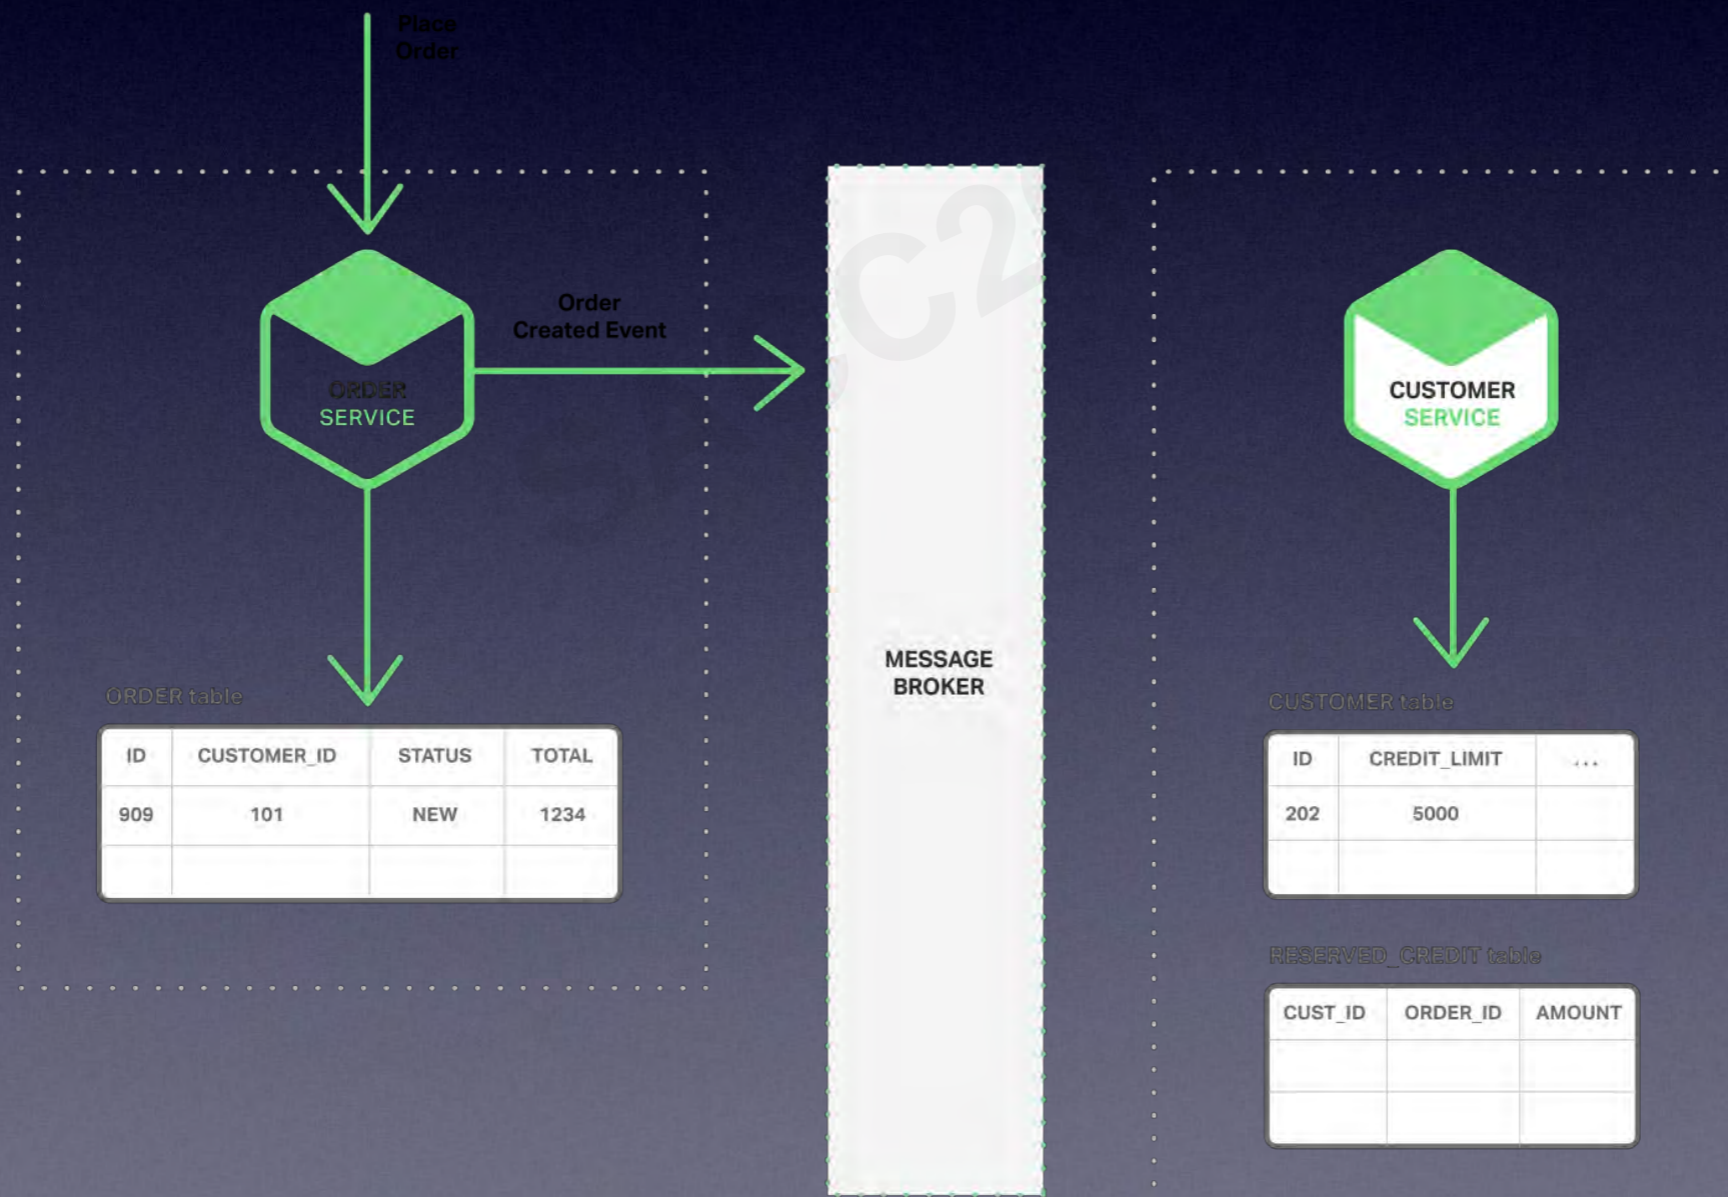 Place
Order
Order
Created Event
ORDER
SERVICE
CUSTOMER
SERVICE
MESSAGE
BROKER
ORDER table
ID CUSTOMER_ID STATUS TOTAL
909 101 NEW 1234
CUSTOMER table
ID CREDIT_LIMIT ...
202 5000
RESERVED_CREDIT table
CUST_ID ORDER_ID AMOUNT